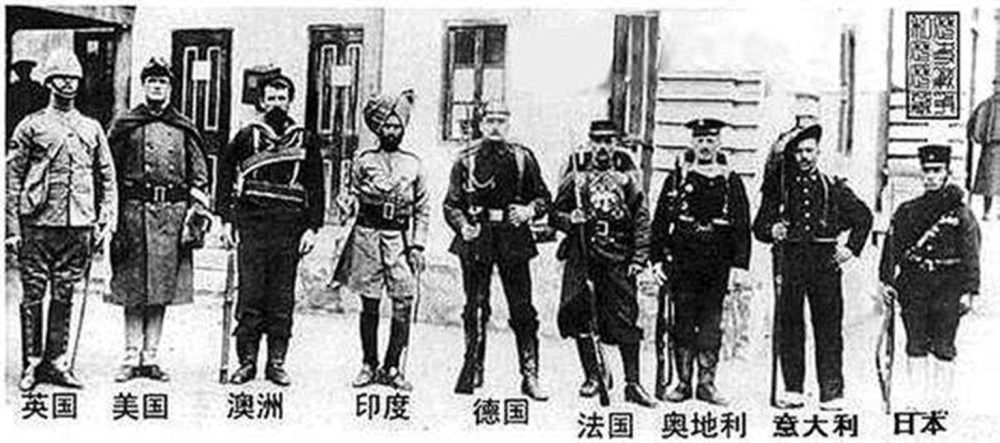 英国
美国
澳洲
印度
德国
法国
奥地利
意大利
日本